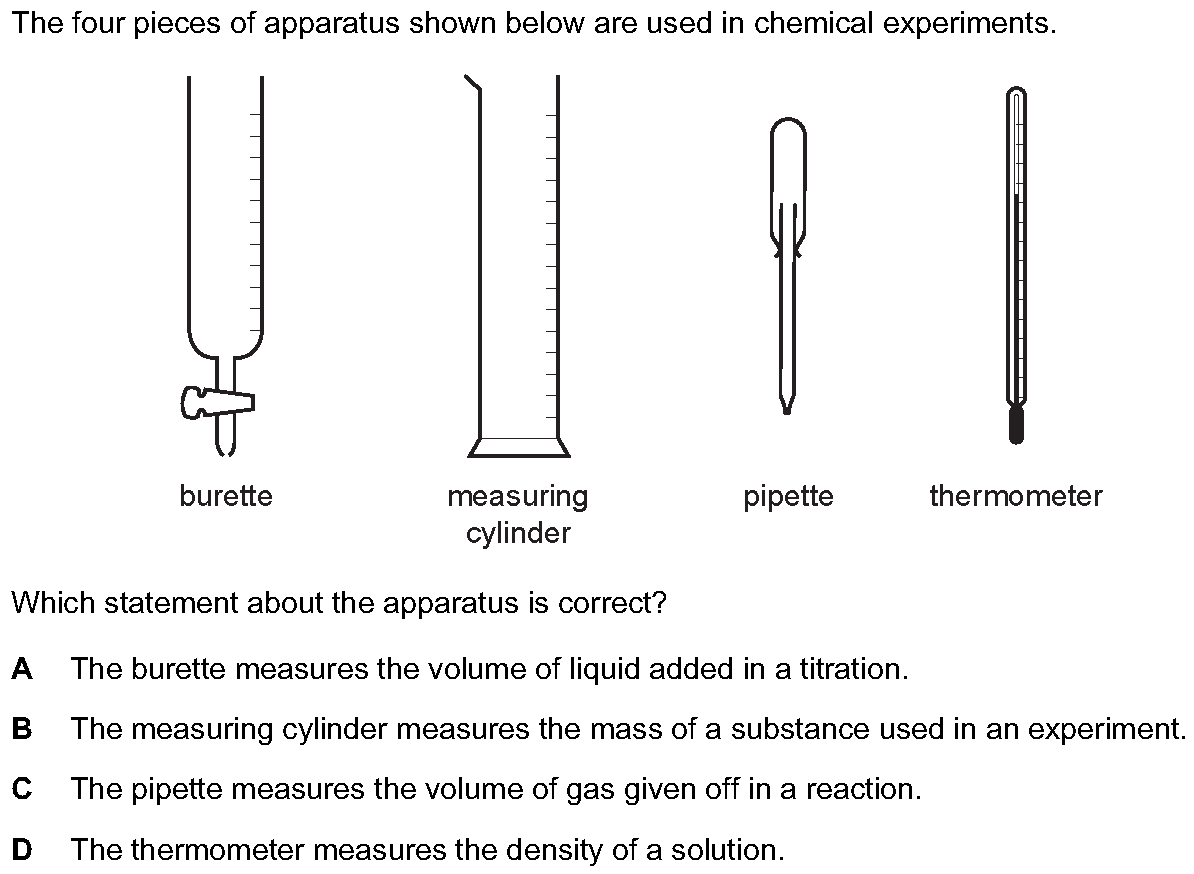 The four pieces of apparatus shown below are used in chemical experiments.
burette
measuring
cylinder
pipette
thermometer
Which statement about the apparatus is correct?
A The burette measures the volume of liquid added in a titration.
B The measuring cylinder measures the mass of a substance used in an experiment.
C The pipette measures the volume of gas given off in a reaction.
D The thermometer measures the density of a solution.